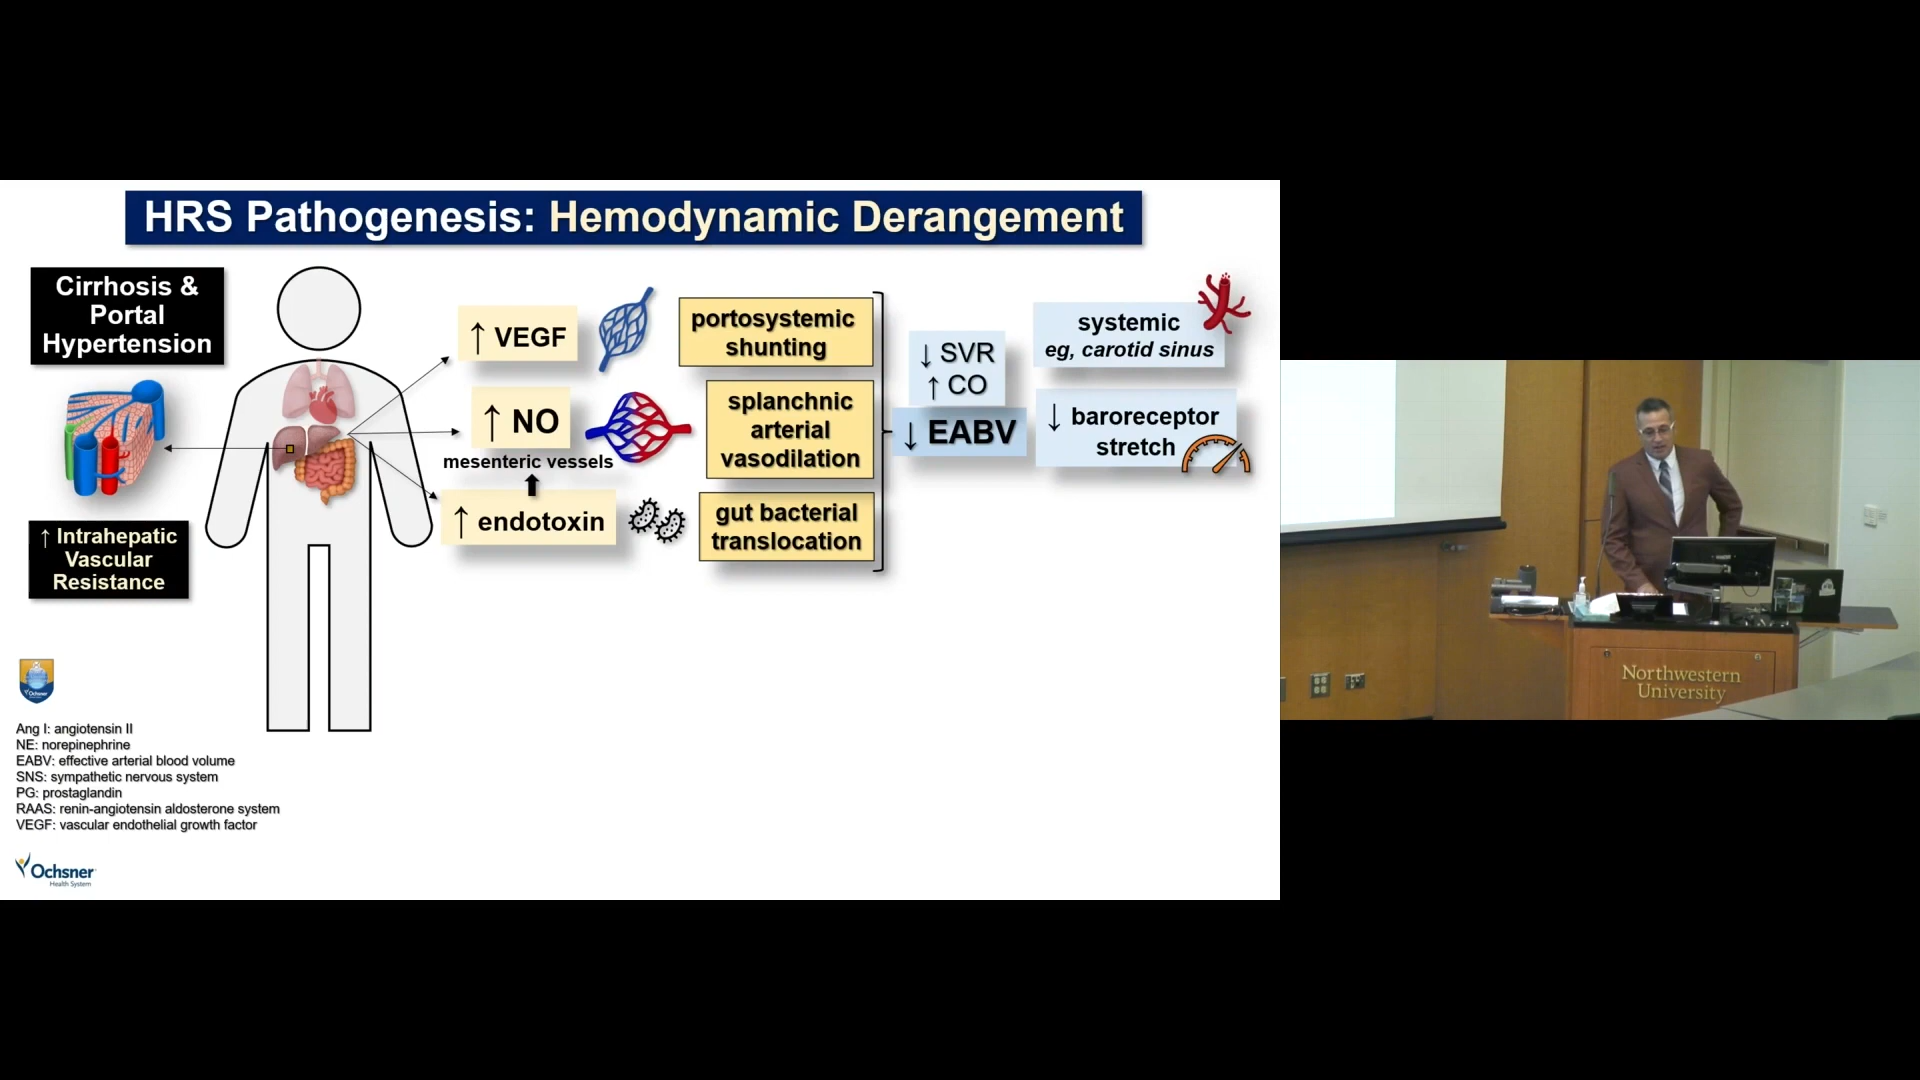 HRS Pathogenesis: Hemodynamic Derangement
Cirrhosis &
Portal
Hypertension
↑ Intrahepatic
Vascular
Resistance
↑ VEGF
↑ NO
mesenteric vessels
↑ endotoxin
portosystemic
shunting
splanchnic
arterial
vasodilation
gut bacterial
translocation
↓ SVR
↑ CO
↓ EABV
systemic
eg, carotid sinus
↓ baroreceptor
stretch
Ochsner
Ang I: angiotensin II
NE: norepinephrine
EABV: effective arterial blood volume
SNS: sympathetic nervous system
PG: prostaglandin
RAAS: renin-angiotensin aldosterone system
VEGF: vascular endothelial growth factor
Ochsner
Health System
Northwestern
University